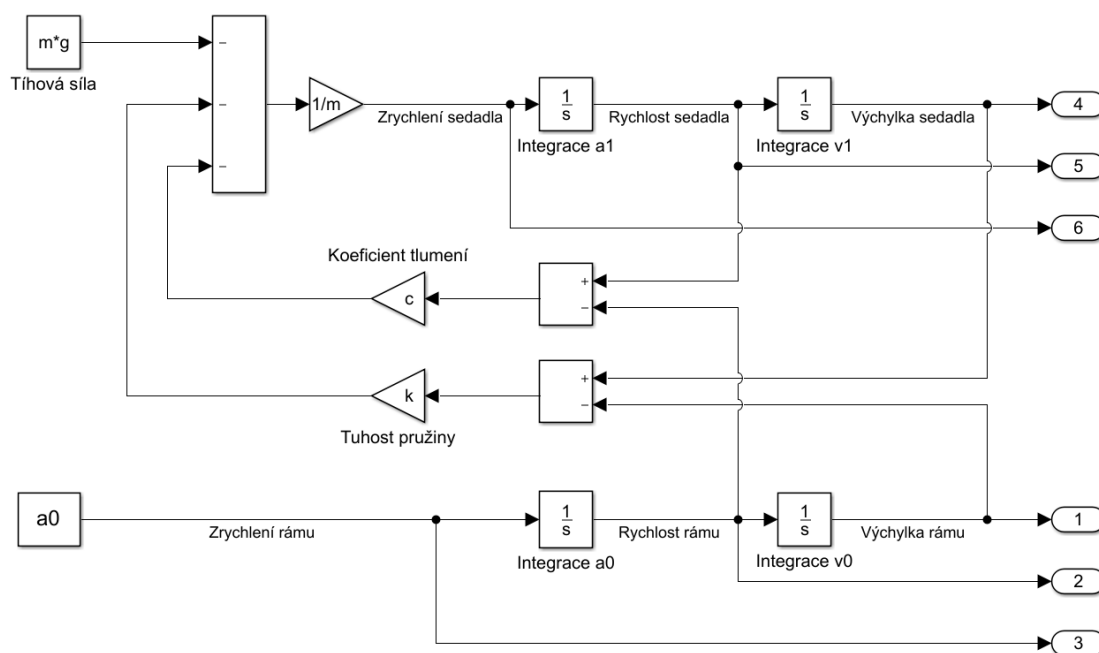 m*g
Tíhová síla
−
−
−
1/m
Zrychlení sedadla
1
s
Integrace a1
Rychlost sedadla
1
s
Integrace v1
Výchylka sedadla
4
5
6
Koeficient tlumení
c
+
−
k
Tuhost pružiny
+
−
a0
Zrychlení rámu
1
s
Integrace a0
Rychlost rámu
1
s
Integrace v0
Výchylka rámu
1
2
3